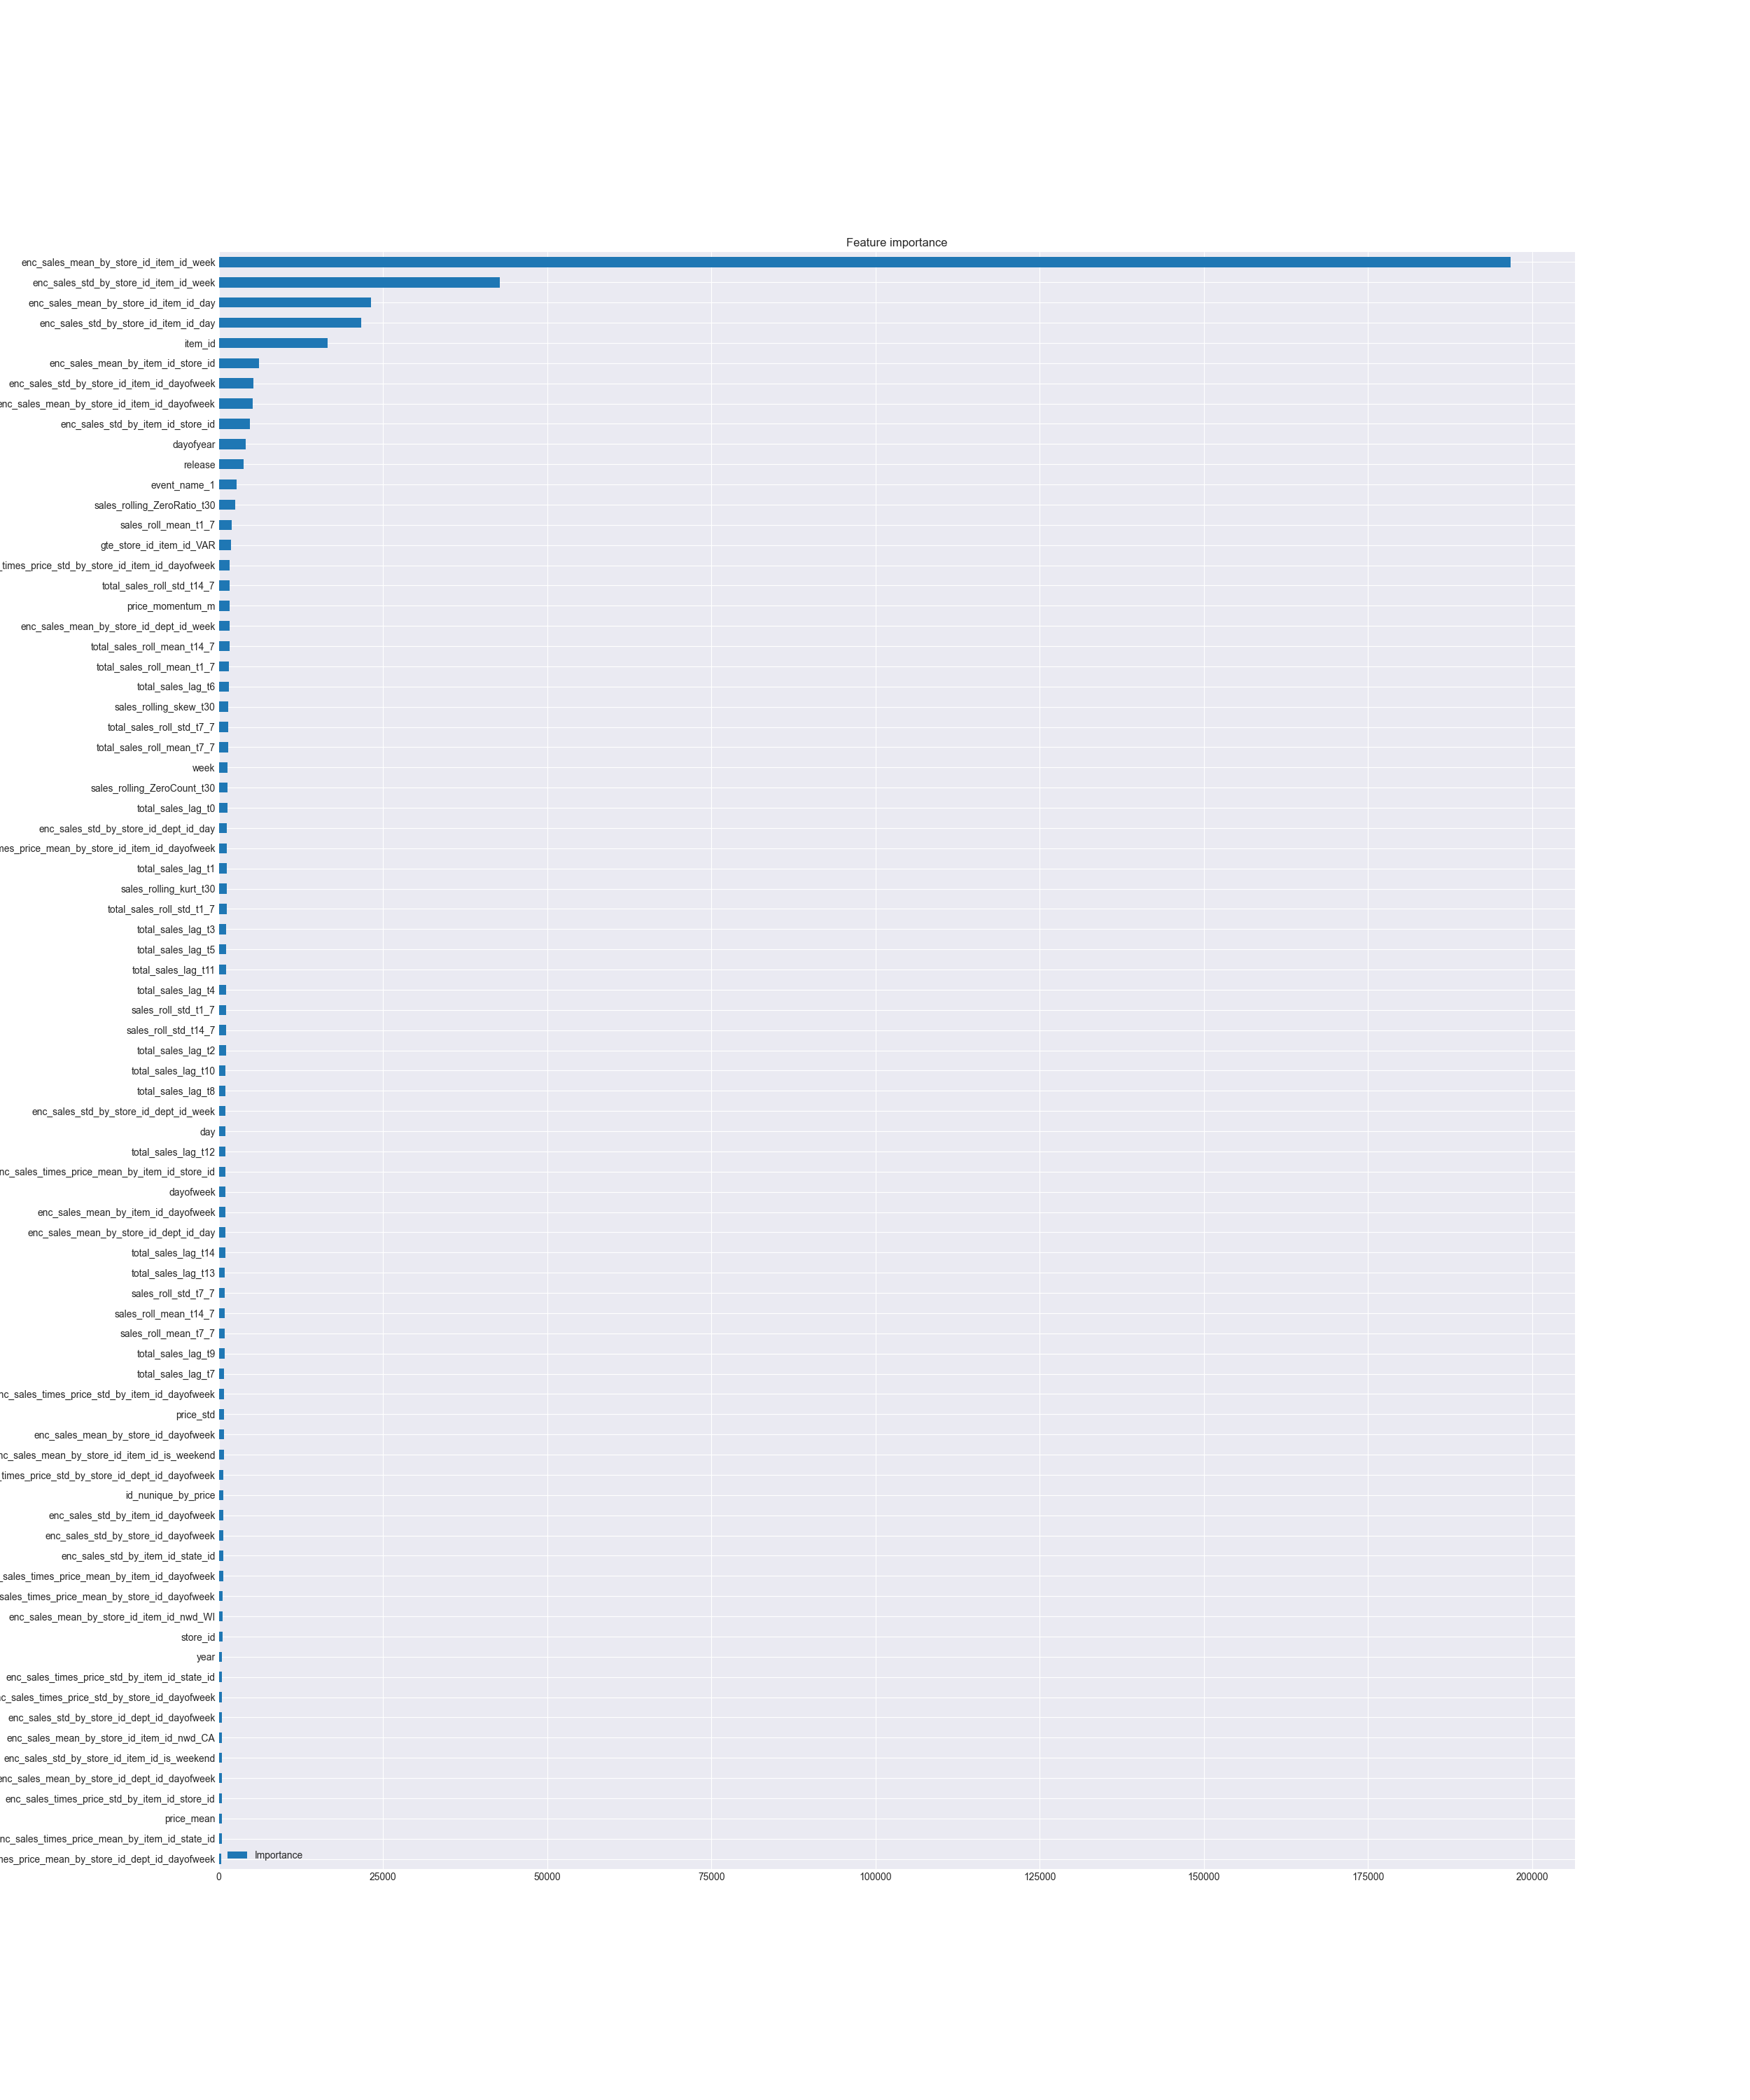 Feature importance
enc_sales_mean_by_store_id_item_id_week
enc_sales_std_by_store_id_item_id_week
enc_sales_mean_by_store_id_item_id_day
enc_sales_std_by_store_id_item_id_day
item_id
enc_sales_mean_by_item_id_store_id
enc_sales_std_by_store_id_item_id_dayofweek
enc_sales_mean_by_store_id_item_id_dayofweek
enc_sales_std_by_item_id_store_id
dayofyear
release
event_name_1
sales_rolling_ZeroRatio_t30
sales_roll_mean_t1_7
gte_store_id_item_id_VAR
_times_price_std_by_store_id_item_id_dayofweek
total_sales_roll_std_t14_7
price_momentum_m
enc_sales_mean_by_store_id_dept_id_week
total_sales_roll_mean_t14_7
total_sales_roll_mean_t1_7
total_sales_lag_t6
sales_rolling_skew_t30
total_sales_roll_std_t7_7
total_sales_roll_mean_t7_7
week
sales_rolling_ZeroCount_t30
total_sales_lag_t0
enc_sales_std_by_store_id_dept_id_day
mes_price_mean_by_store_id_item_id_dayofweek
total_sales_lag_t1
sales_rolling_kurt_t30
total_sales_roll_std_t1_7
total_sales_lag_t3
total_sales_lag_t5
total_sales_lag_t11
total_sales_lag_t4
sales_roll_std_t1_7
sales_roll_std_t14_7
total_sales_lag_t2
total_sales_lag_t10
total_sales_lag_t8
enc_sales_std_by_store_id_dept_id_week
day
total_sales_lag_t12
nc_sales_times_price_mean_by_item_id_store_id
dayofweek
enc_sales_mean_by_item_id_dayofweek
enc_sales_mean_by_store_id_dept_id_day
total_sales_lag_t14
total_sales_lag_t13
sales_roll_std_t7_7
sales_roll_mean_t14_7
sales_roll_mean_t7_7
total_sales_lag_t9
total_sales_lag_t7
nc_sales_times_price_std_by_item_id_dayofweek
price_std
enc_sales_mean_by_store_id_dayofweek
nc_sales_mean_by_store_id_item_id_is_weekend
_times_price_std_by_store_id_dept_id_dayofweek
id_nunique_by_price
enc_sales_std_by_item_id_dayofweek
enc_sales_std_by_store_id_dayofweek
enc_sales_std_by_item_id_state_id
_sales_times_price_mean_by_item_id_dayofweek
sales_times_price_mean_by_store_id_dayofweek
enc_sales_mean_by_store_id_item_id_nwd_WI
store_id
year
enc_sales_times_price_std_by_item_id_state_id
c_sales_times_price_std_by_store_id_dayofweek
enc_sales_std_by_store_id_dept_id_dayofweek
enc_sales_mean_by_store_id_item_id_nwd_CA
enc_sales_std_by_store_id_item_id_is_weekend
enc_sales_mean_by_store_id_dept_id_dayofweek
enc_sales_times_price_std_by_item_id_store_id
price_mean
nc_sales_times_price_mean_by_item_id_state_id
mes_price_mean_by_store_id_dept_id_dayofweek
Importance
0 25000 50000 75000 100000 125000 150000 175000 200000